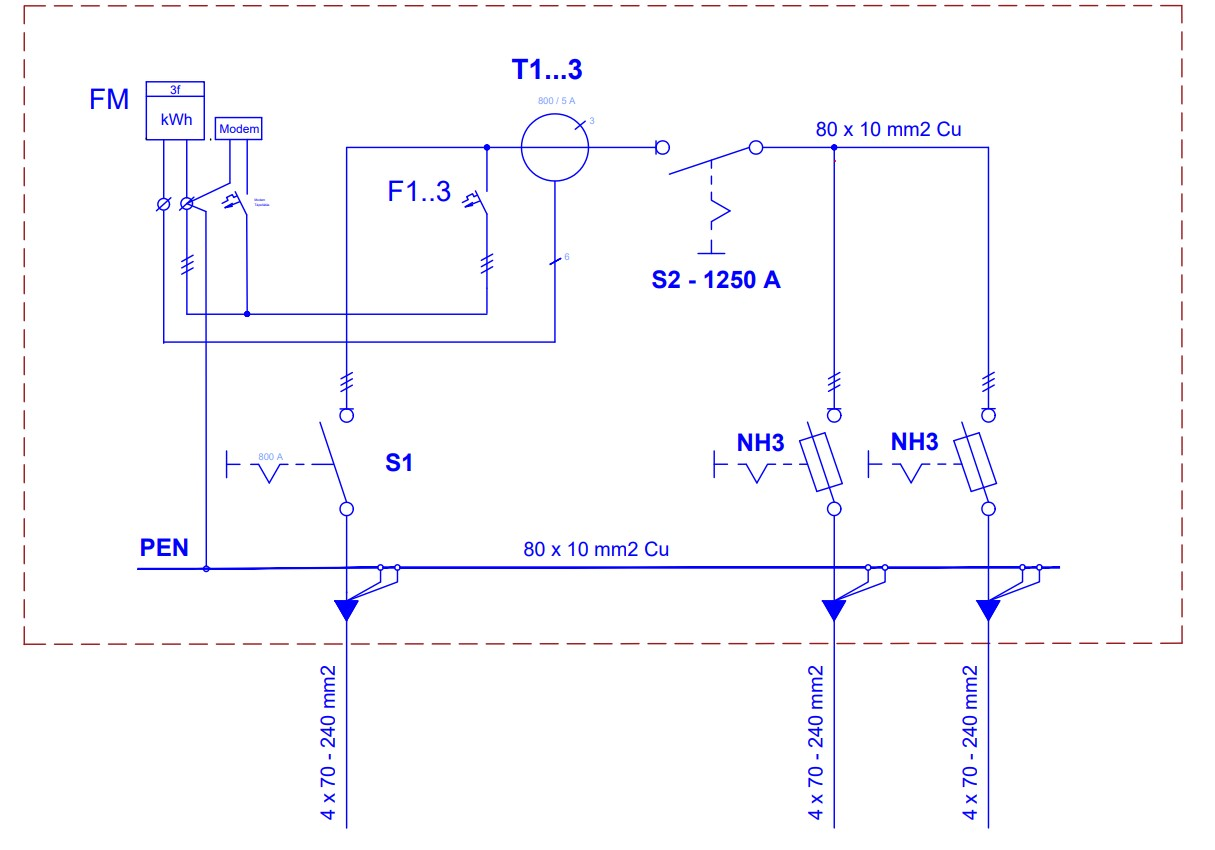 T1...3
3f
FM
kWh
Modem
800 / 5 A
3
80 x 10 mm2 Cu
F1..3
6
S2 - 1250 A
800 A
S1
NH3
NH3
PEN
80 x 10 mm2 Cu
4 x 70 - 240 mm2
4 x 70 - 240 mm2
4 x 70 - 240 mm2